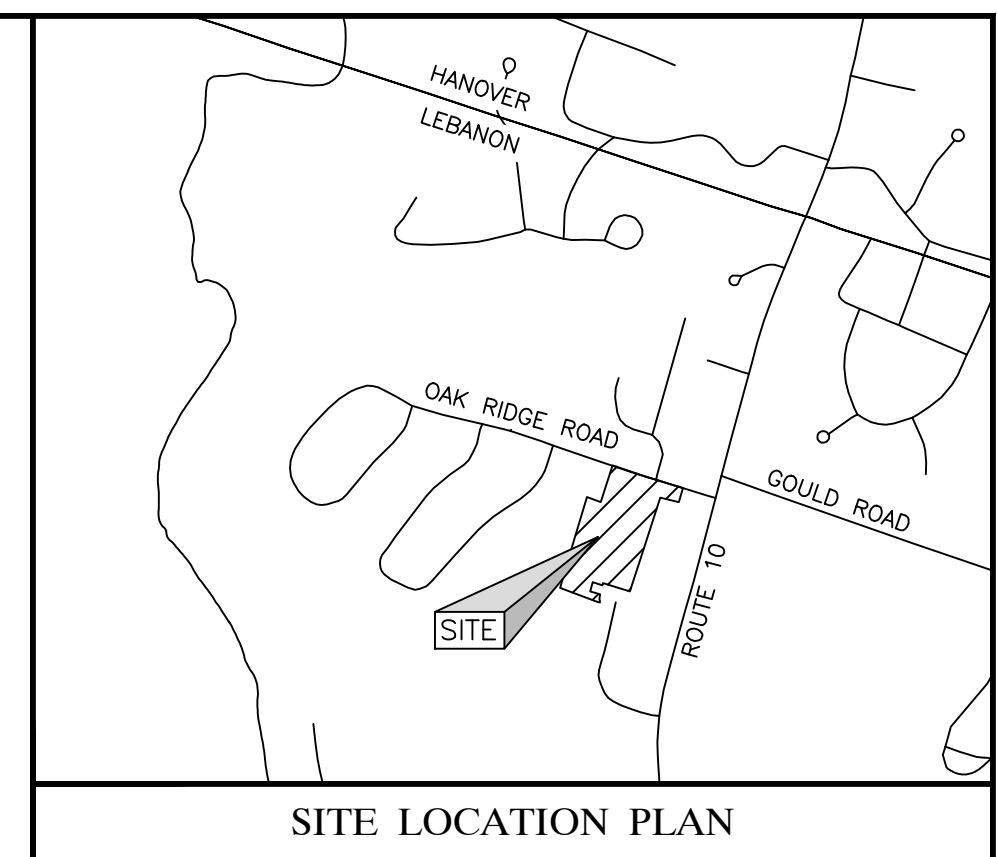 HANOVER
LEBANON
OAK RIDGE ROAD
GOULD ROAD
ROUTE 10
SITE
SITE LOCATION PLAN